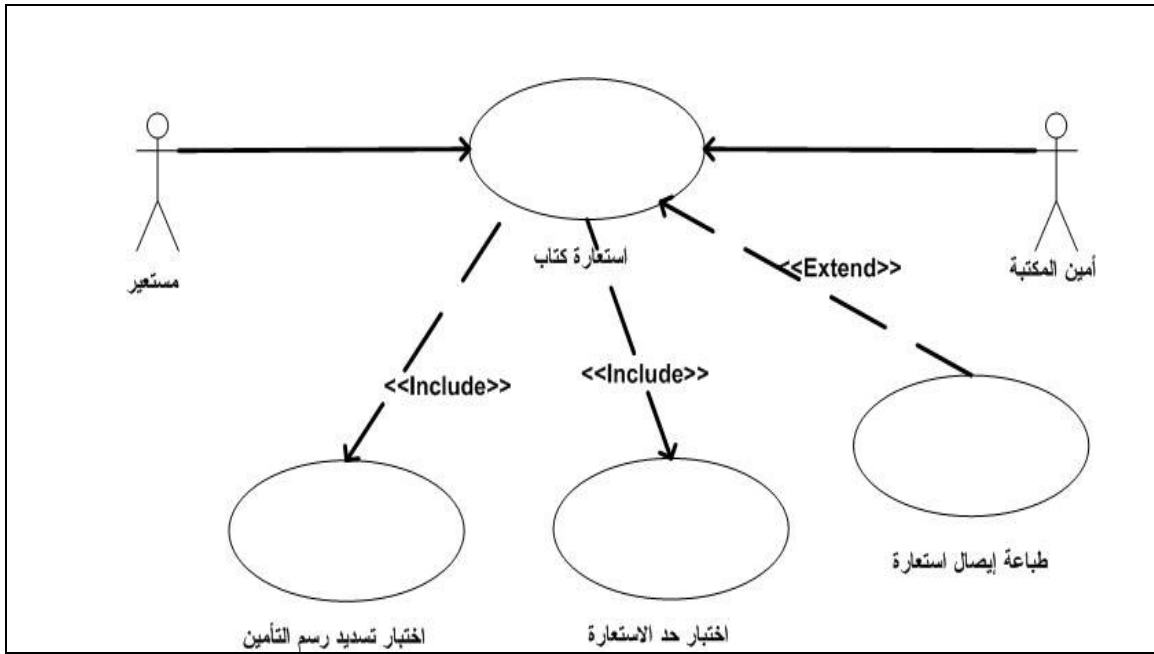 استعارة كتاب
أمين المكتبة
<<Extend>>
مستعير
<<Include>>
<<Include>>
طباعة إيصال استعارة
اختبار حد الاستعارة
اختبار تسديد رسم التأمين